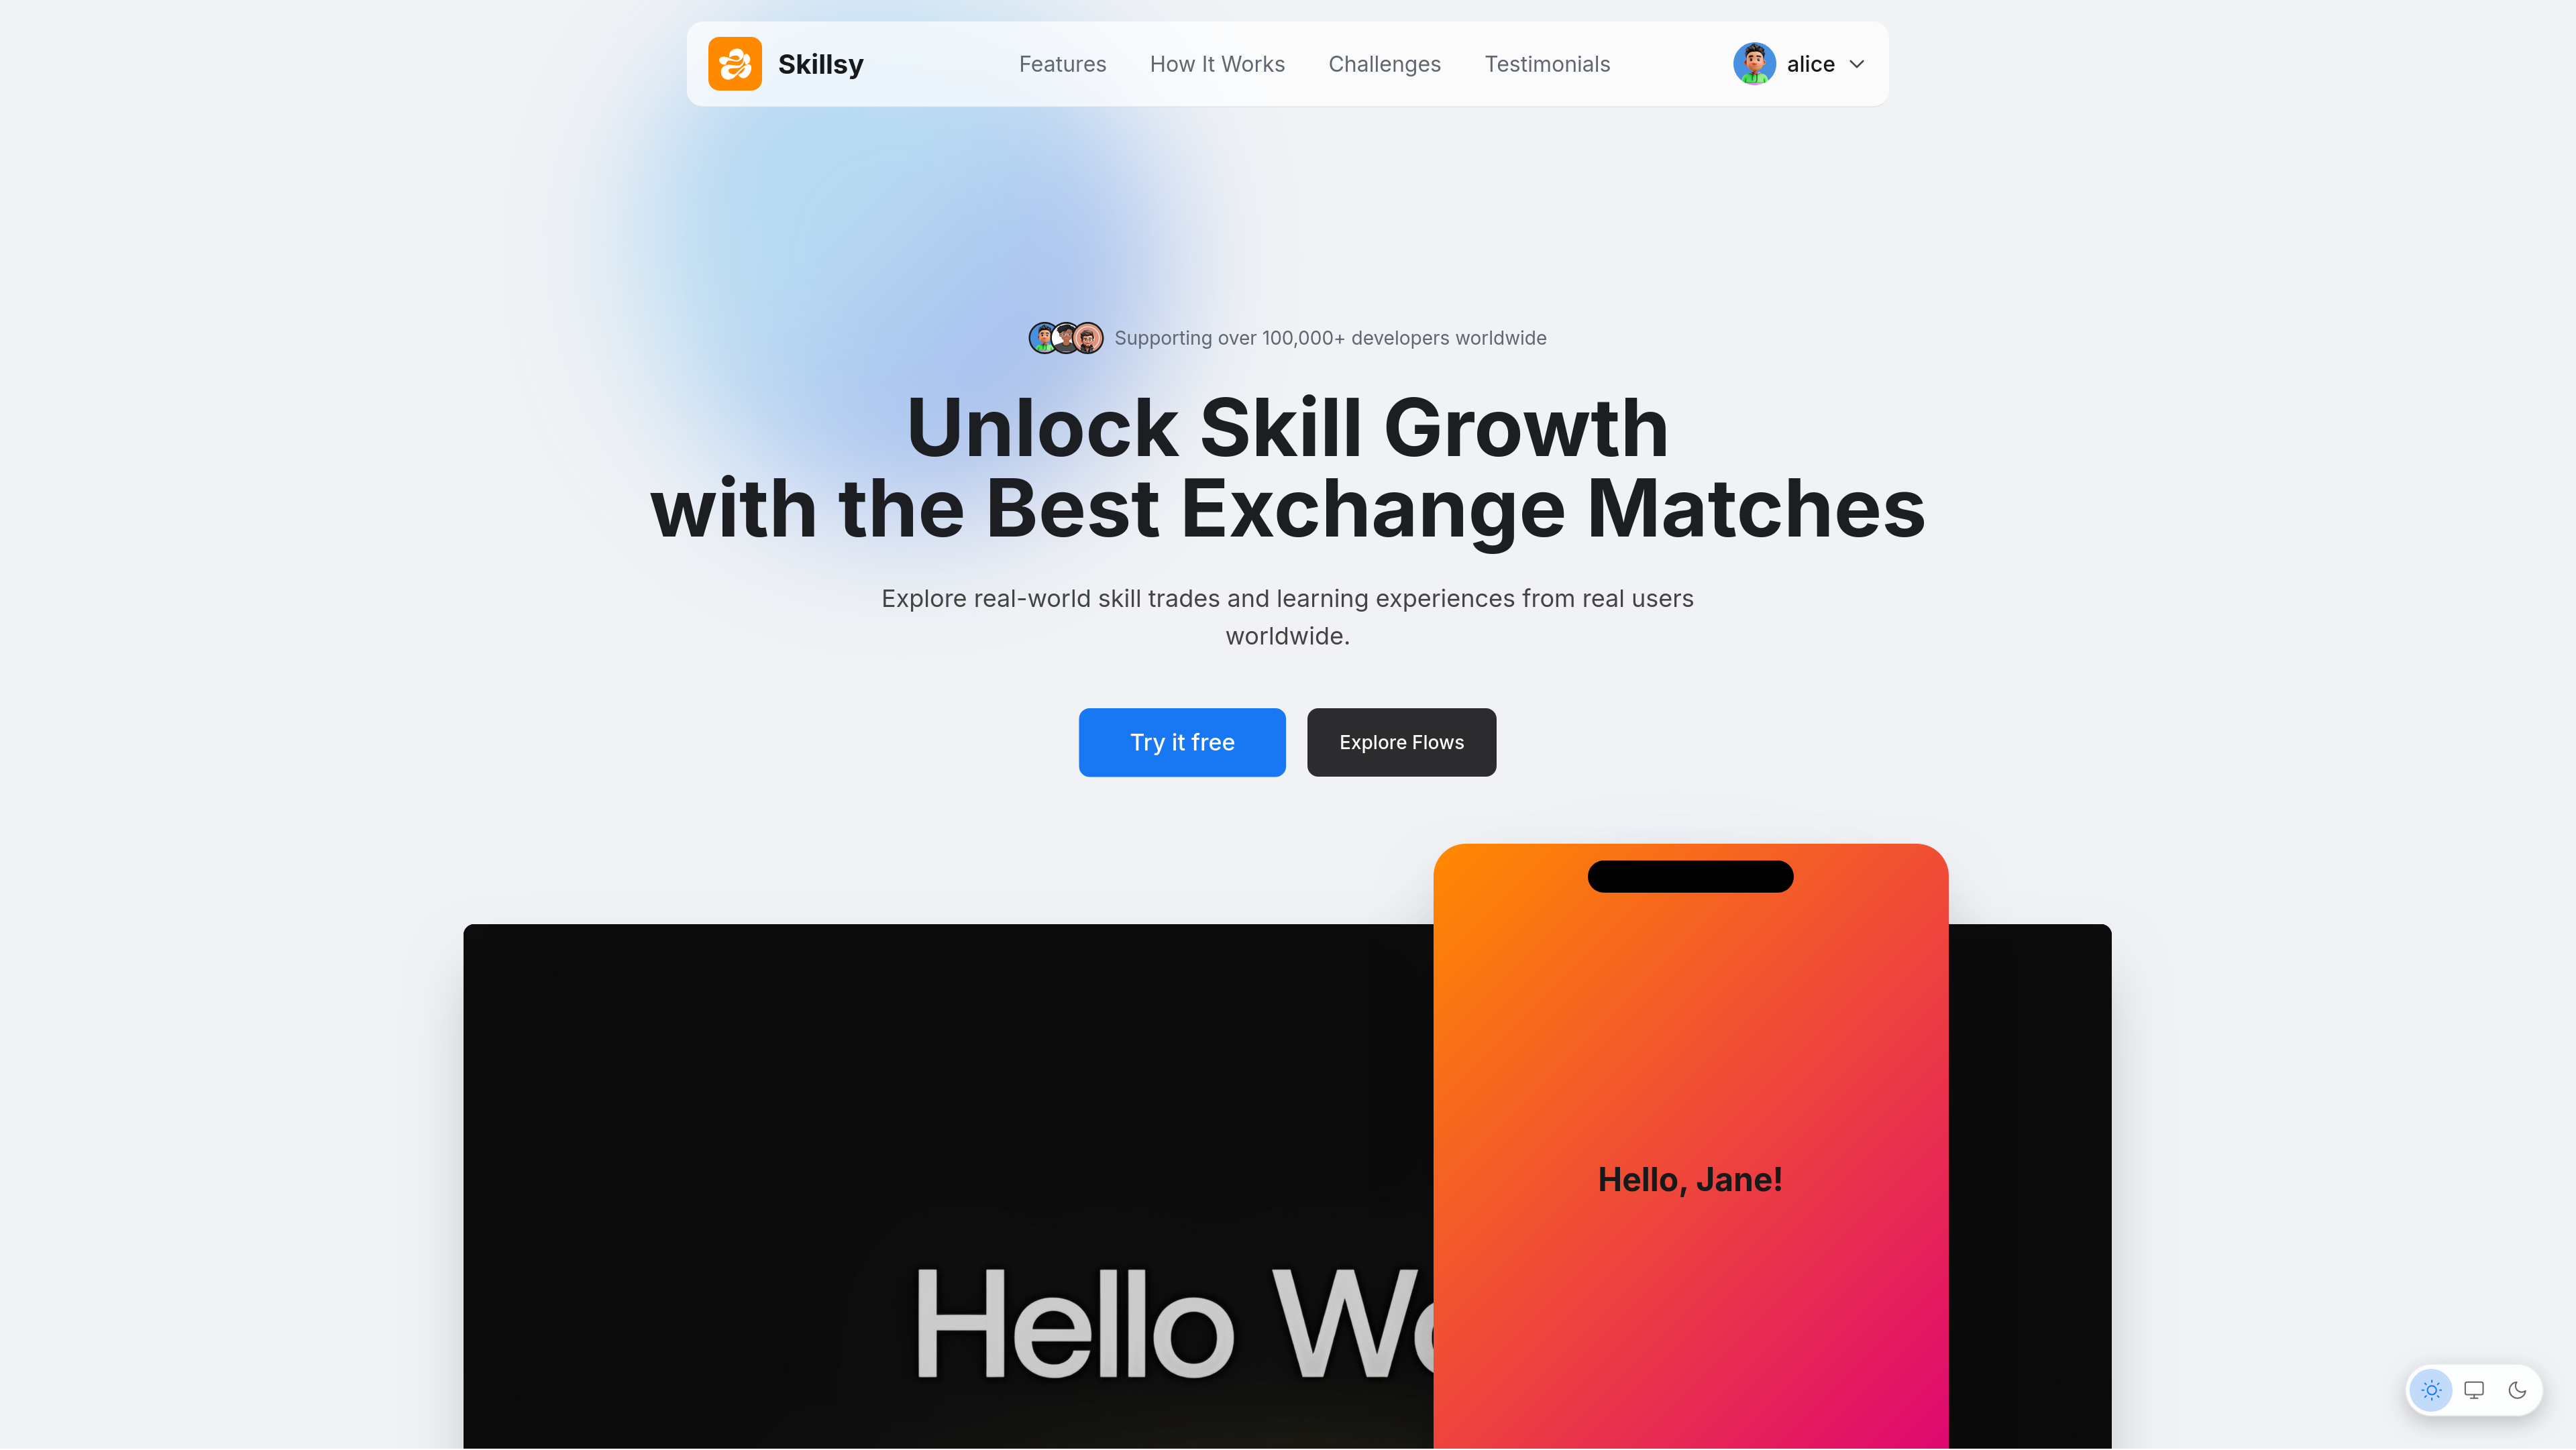 Skillsy
Features
How It Works
Challenges
Testimonials
alice
Supporting over 100,000+ developers worldwide
Unlock Skill Growth
with the Best Exchange Matches
Explore real-world skill trades and learning experiences from real users
worldwide.
Try it free
Explore Flows
Hello, Jane!
Hello